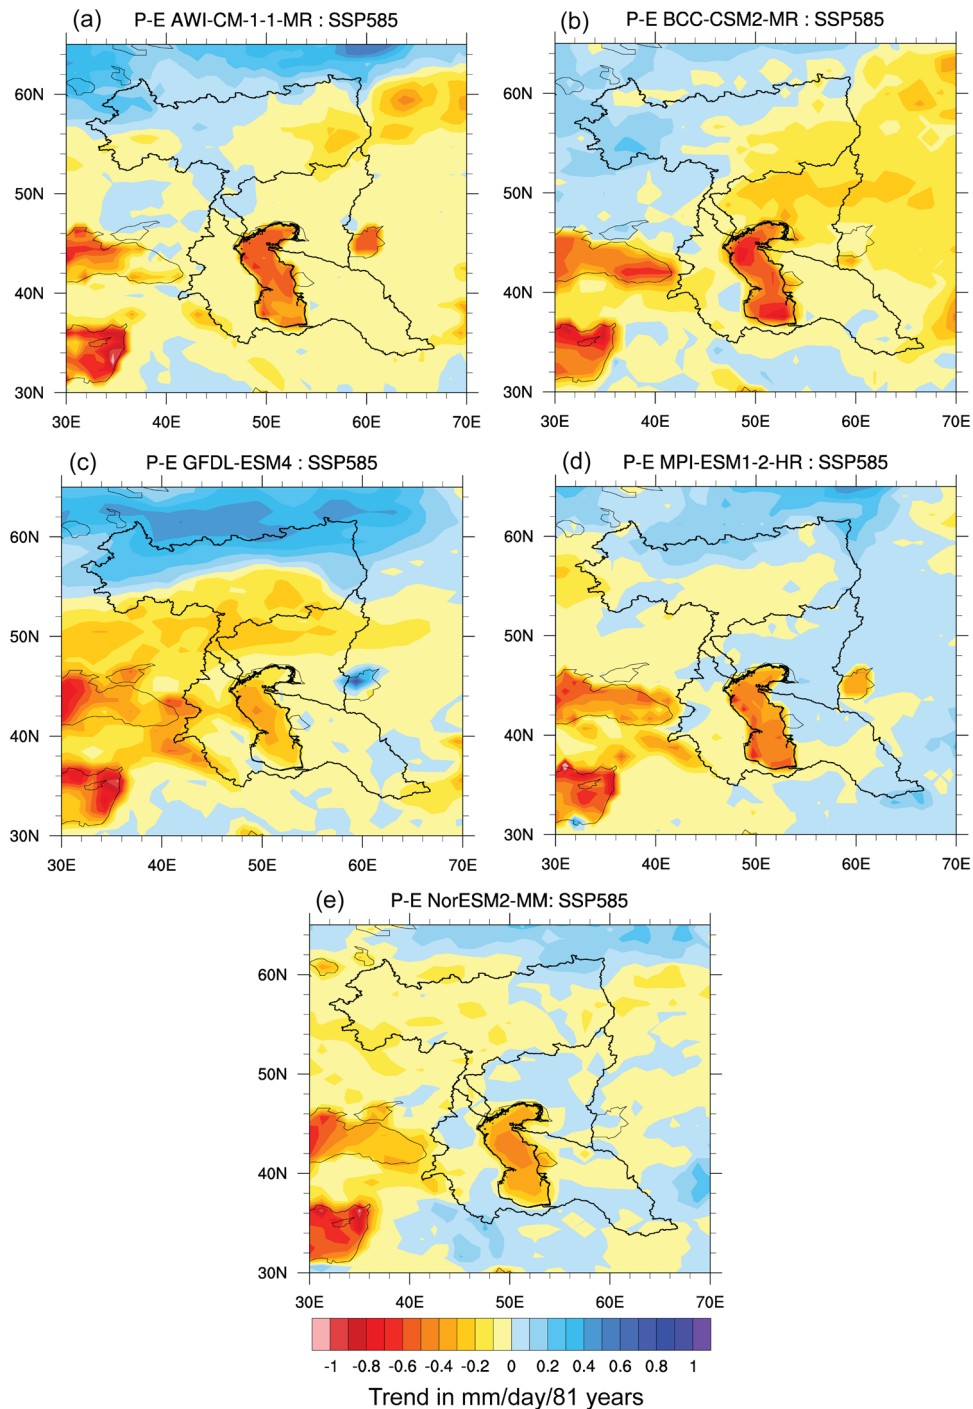 (a) P-E AWI-CM-1-1-MR : SSP585
(b) P-E BCC-CSM2-MR : SSP585
60N
50N
40N
30N
30E 40E 50E 60E 70E
60N
50N
40N
30N
30E 40E 50E 60E 70E
(c) P-E GFDL-ESM4 : SSP585
(d) P-E MPI-ESM1-2-HR : SSP585
60N
50N
40N
30N
30E 40E 50E 60E 70E
60N
50N
40N
30N
30E 40E 50E 60E 70E
(e) P-E NorESM2-MM: SSP585
60N
50N
40N
30N
30E 40E 50E 60E 70E
-1 -0.8 -0.6 -0.4 -0.2 0 0.2 0.4 0.6 0.8 1
Trend in mm/day/81 years